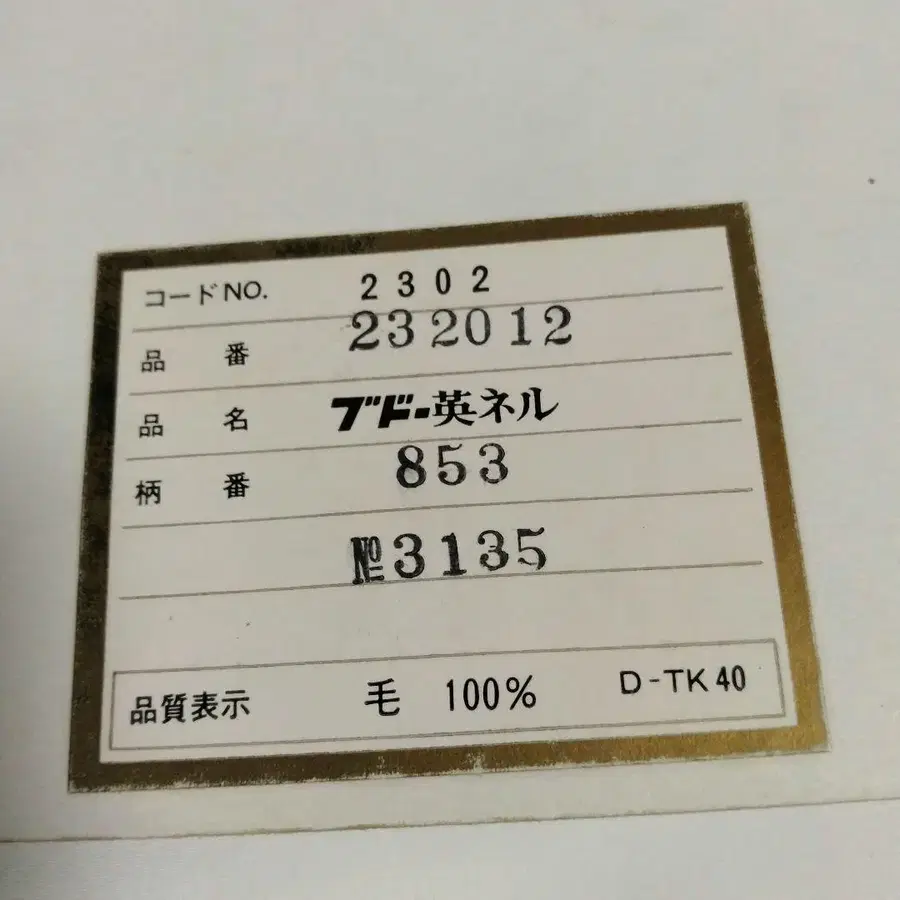 コードNO. 2302
品番 232012
品名 ブドー英ネル
柄番 853
№3135
品質表示 毛 100% D-TK40